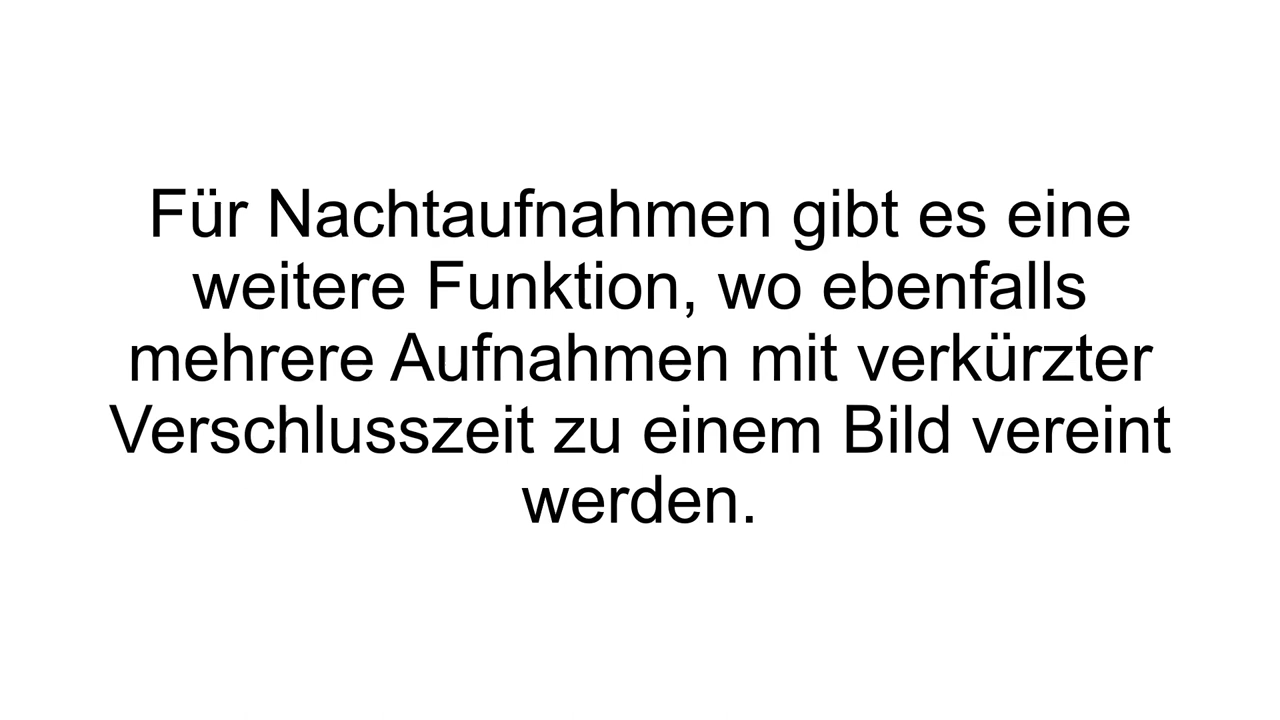 Für Nachtaufnahmen gibt es eine
weitere Funktion, wo ebenfalls
mehrere Aufnahmen mit verkürzter
Verschlusszeit zu einem Bild vereint
werden.